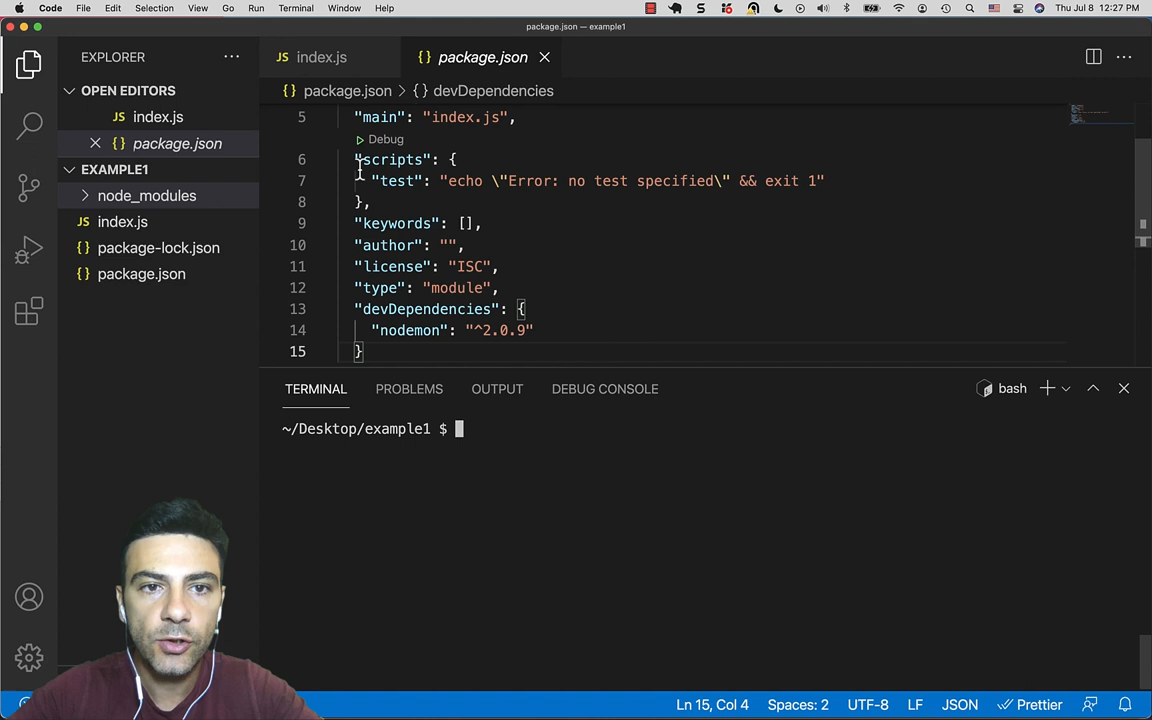 Code File Edit Selection View Go Run Terminal Window Help Thu Jul 8 12:27 PM
package.json — example1
EXPLORER ···
JS index.js
{} package.json
{} package.json > {} devDependencies
OPEN EDITORS
JS index.js
{} package.json
EXAMPLE1
node_modules
JS index.js
{} package-lock.json
{} package.json
5 "main": "index.js",
Debug
6 "scripts": {
7 "test": "echo \"Error: no test specified\" && exit 1"
8 },
9 "keywords": [],
10 "author": "",
11 "license": "ISC",
12 "type": "module",
13 "devDependencies": {
14 "nodemon": "^2.0.9"
15 }
TERMINAL PROBLEMS OUTPUT DEBUG CONSOLE bash
~/Desktop/example1 $
Ln 15, Col 4 Spaces: 2 UTF-8 LF JSON Prettier